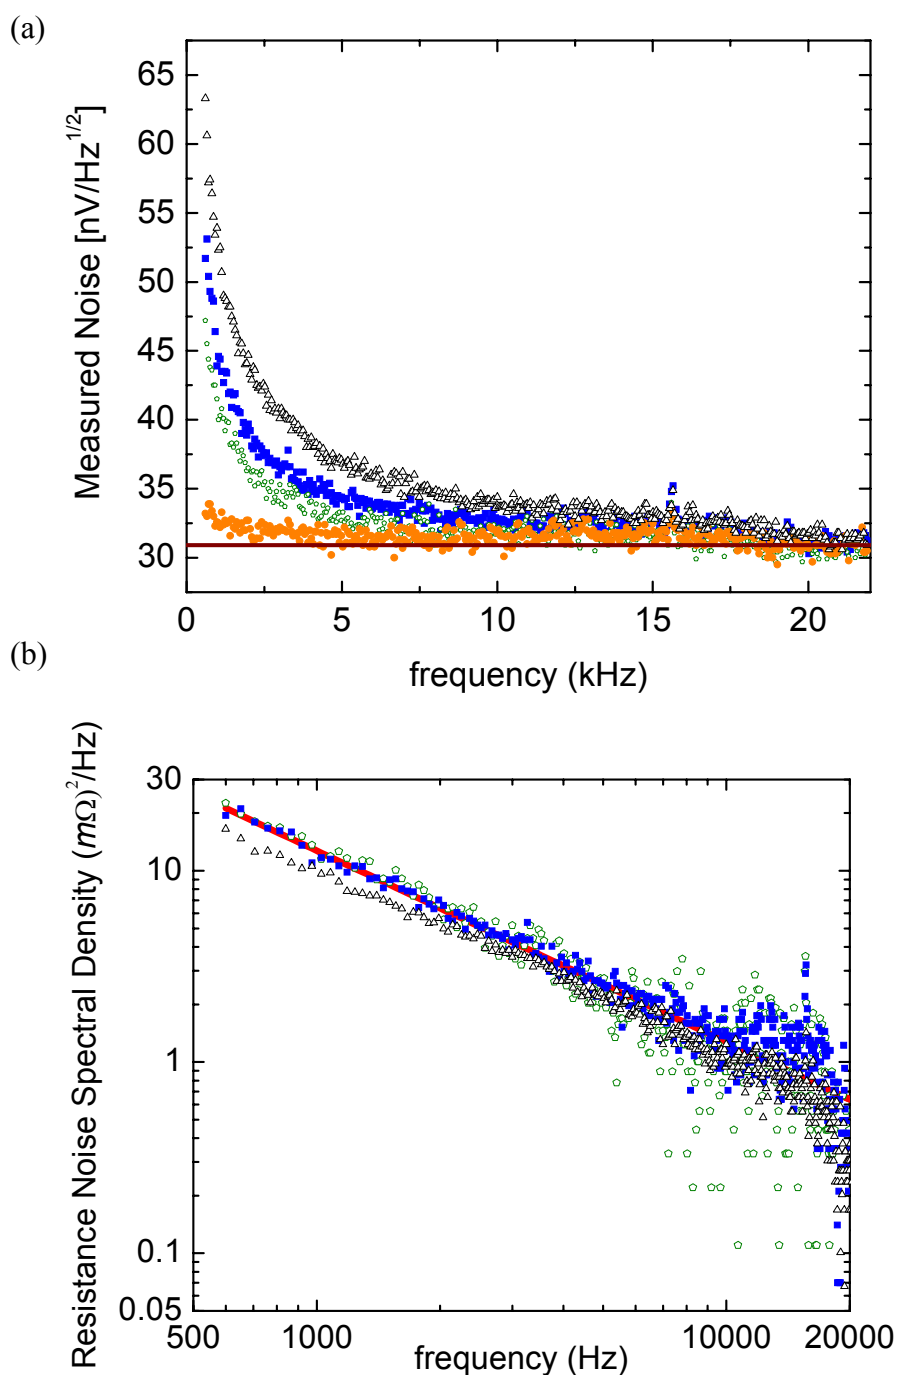 (a)
Measured Noise [nV/Hz^1/2]
65
60
55
50
45
40
35
30
0 5 10 15 20
frequency (kHz)
(b)
Resistance Noise Spectral Density (mΩ)²/Hz)
30
10
1
0.1
0.05
500 1000 10000 20000
frequency (Hz)